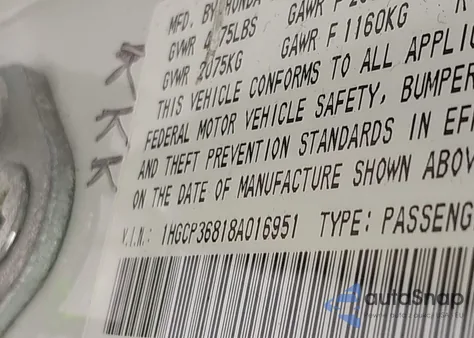 MFD. BY HONDA
GVWR 4575LBS GAWR F
GVWR 2075KG GAWR F 1160KG
THIS VEHICLE CONFORMS TO ALL APPLI
FEDERAL MOTOR VEHICLE SAFETY, BUMPER
AND THEFT PREVENTION STANDARDS IN EF
ON THE DATE OF MANUFACTURE SHOWN ABOV
V.I.N.: 1HGCP36818A016951 TYPE: PASSENG
K
K
K
autoSnap